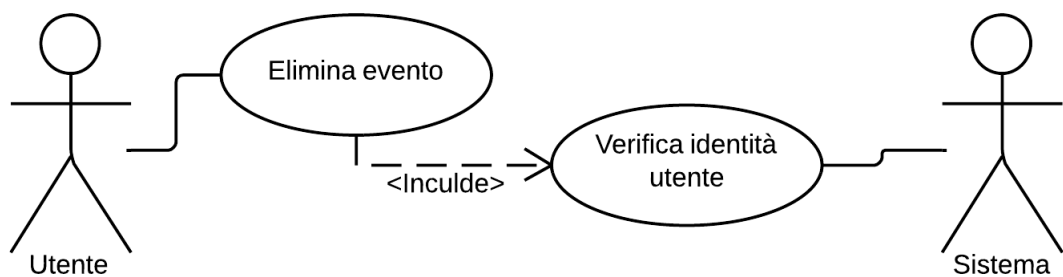 Elimina evento
Verifica identità
utente
<Inculde>
Utente
Sistema